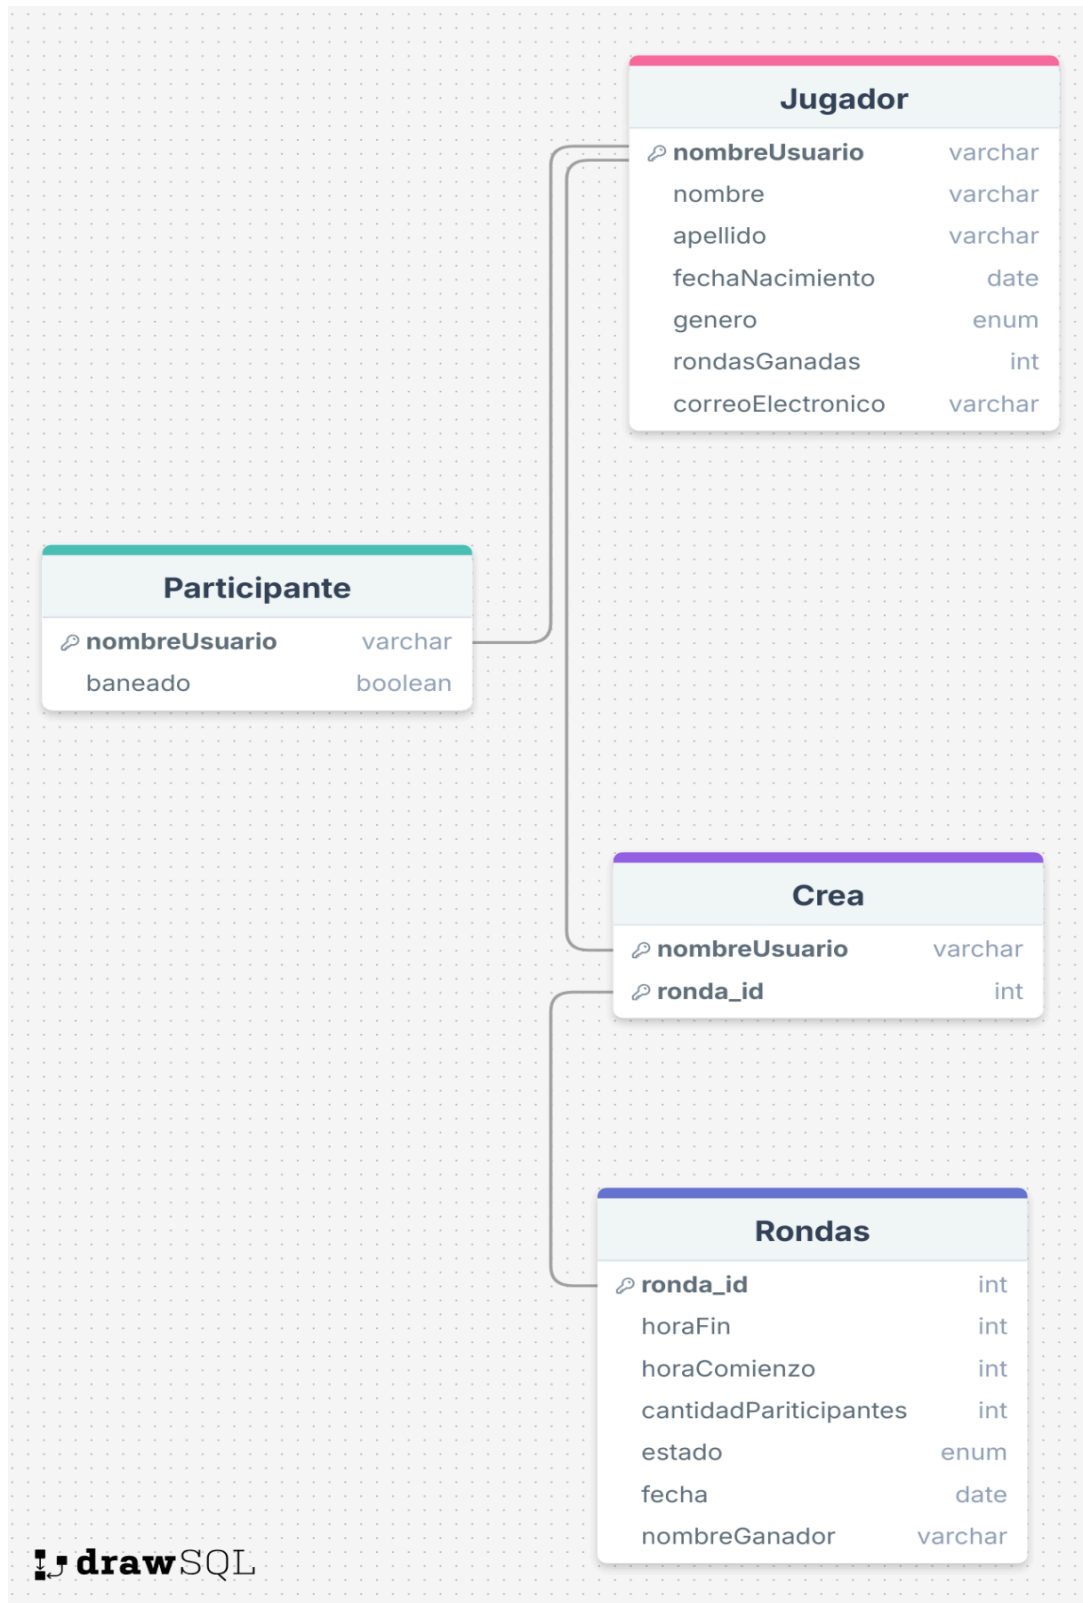 Jugador
nombreUsuario varchar
nombre varchar
apellido varchar
fechaNacimiento date
genero enum
rondasGanadas int
correoElectronico varchar
Participante
nombreUsuario varchar
baneado boolean
Crea
nombreUsuario varchar
ronda_id int
Rondas
ronda_id int
horaFin int
horaComienzo int
cantidadPariticipantes int
estado enum
fecha date
nombreGanador varchar
drawSQL